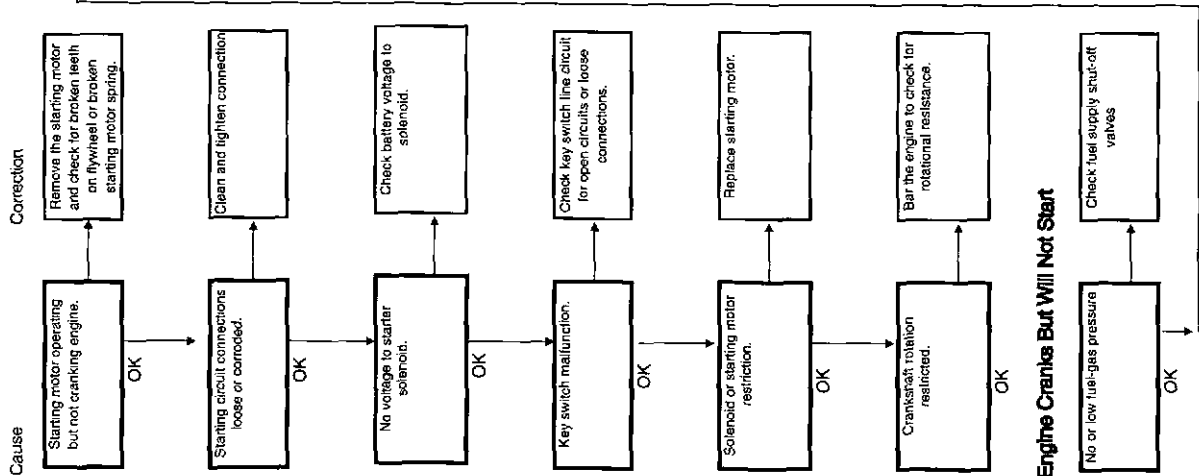 Cause
Correction
Starting motor operating
but not cranking engine.
Remove the starting motor
and check for broken teeth
on flywheel or broken
starting motor spring.
OK
Starting circuit connections
loose or corroded.
Clean and tighten connection
OK
No voltage to starter
solenoid.
Check battery voltage to
solenoid.
OK
Key switch malfunction.
Check key switch line circuit
for open circuits or loose
connections.
OK
Solenoid or starting motor
restriction.
Replace starting motor.
OK
Crankshaft rotation
restricted.
Bar the engine to check for
rotational resistance.
OK
Engine Cranks But Will Not Start
No or low fuel-gas pressure
Check fuel supply shut-off
valves
OK